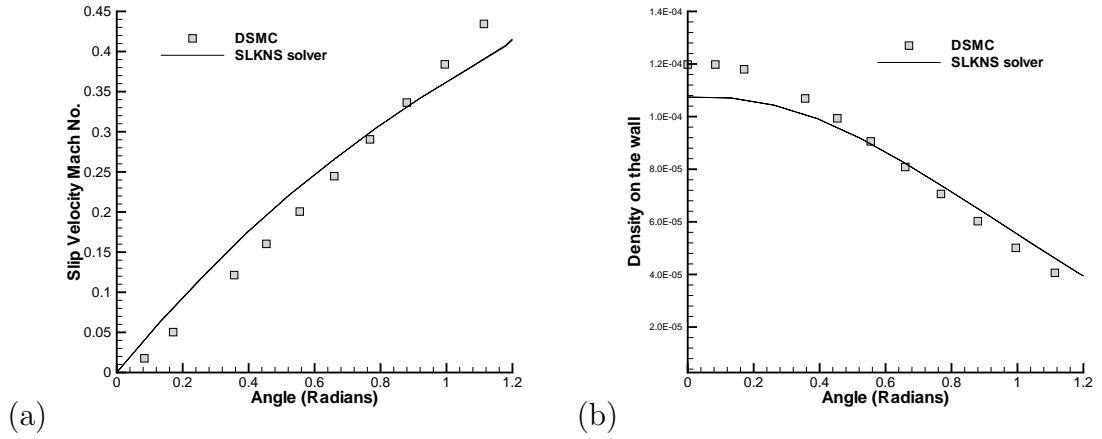 Slip Velocity Mach No.
0.45
0.4
0.35
0.3
0.25
0.2
0.15
0.1
0.05
0
DSMC
SLKNS solver
0 0.2 0.4 0.6 0.8 1 1.2
Angle (Radians)
(a)
Density on the wall
1.4E-04
1.2E-04
1.0E-04
8.0E-05
6.0E-05
4.0E-05
2.0E-05
DSMC
SLKNS solver
0 0.2 0.4 0.6 0.8 1 1.2
Angle (Radians)
(b)